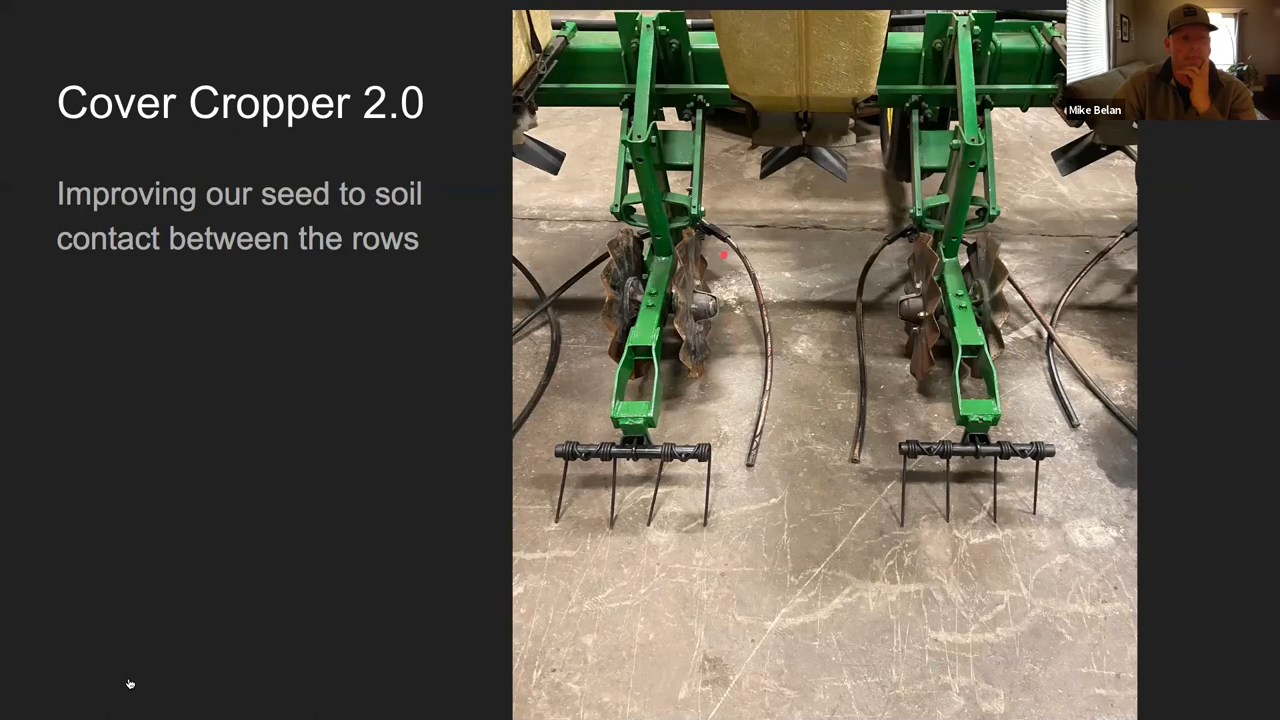 Cover Cropper 2.0
Improving our seed to soil
contact between the rows
Mike Belan